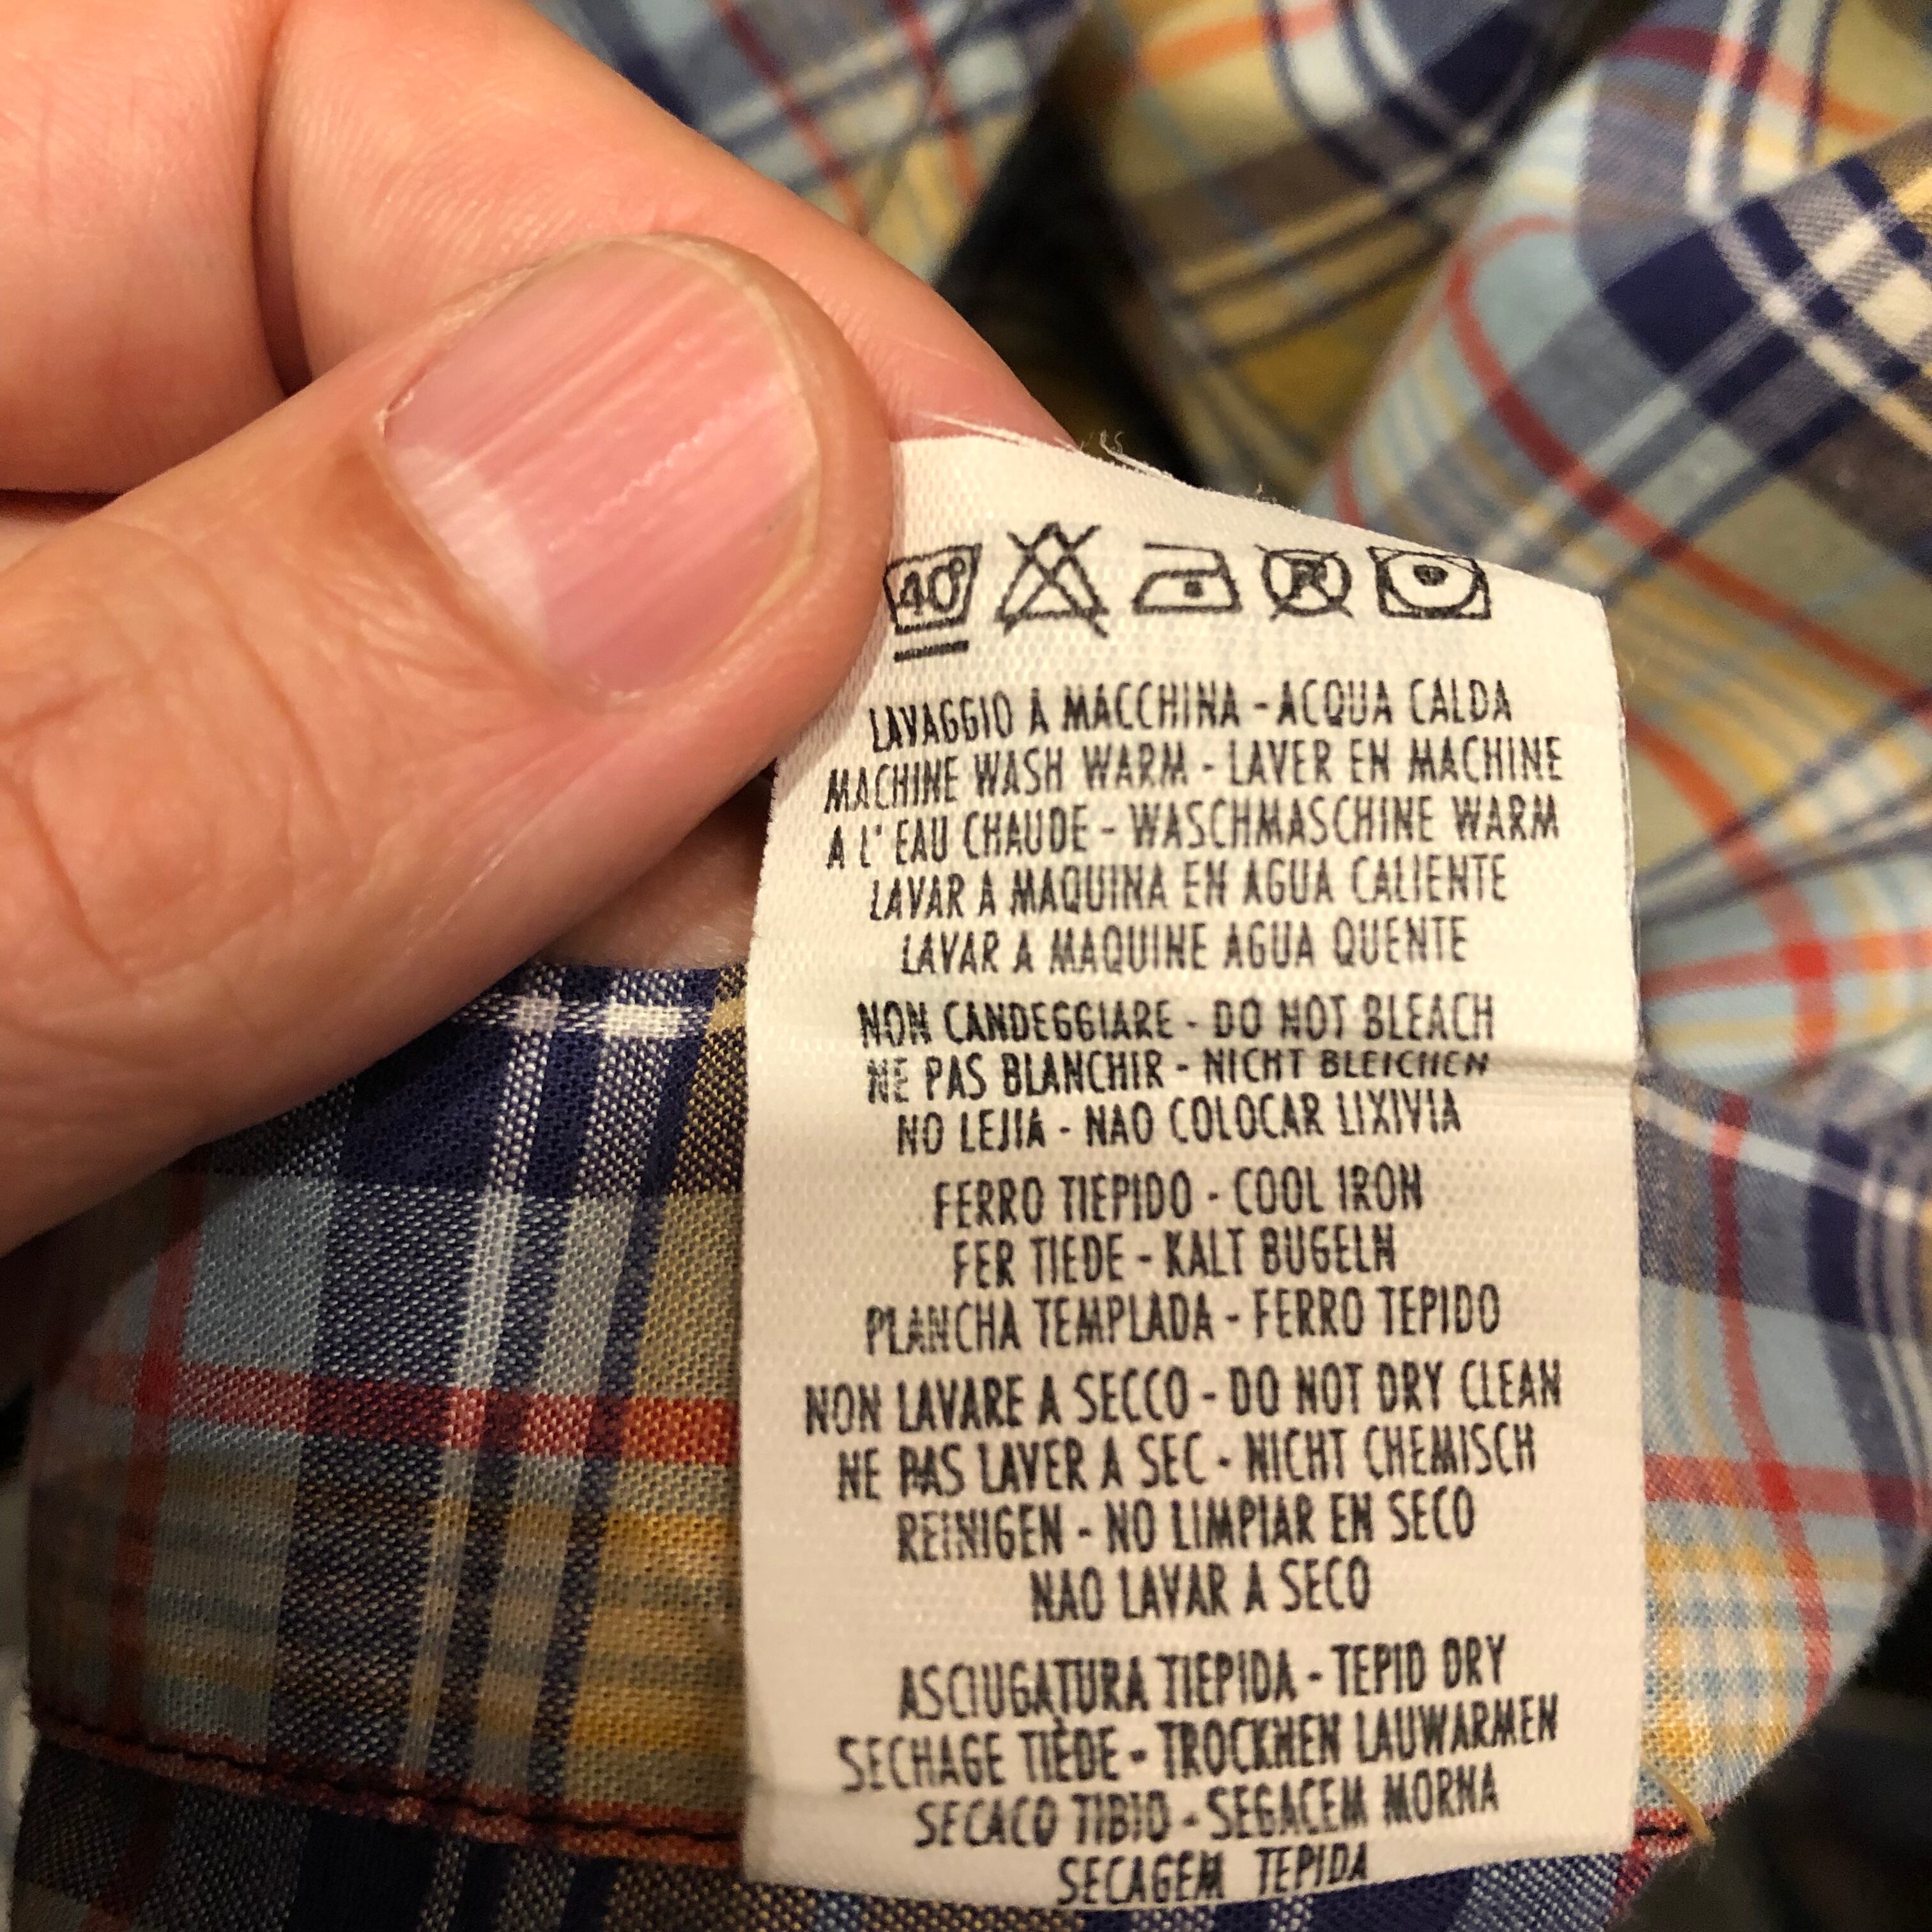 40°
P
LAVAGGIO A MACCHINA - ACQUA CALDA
MACHINE WASH WARM - LAVER EN MACHINE
A L' EAU CHAUDE - WASCHMASCHINE WARM
LAVAR A MAQUINA EN AGUA CALIENTE
LAVAR A MAQUINE AGUA QUENTE
NON CANDEGGIARE - DO NOT BLEACH
NE PAS BLANCHIR - NICHT BLEICHEN
NO LEJIA - NAO COLOCAR LIXIVIA
FERRO TIEPIDO - COOL IRON
FER TIEDE - KALT BUGELN
PLANCHA TEMPLADA - FERRO TEPIDO
NON LAVARE A SECCO - DO NOT DRY CLEAN
NE PAS LAVER A SEC - NICHT CHEMISCH
REINIGEN - NO LIMPIAR EN SECO
NAO LAVAR A SECO
ASCIUGATURA TIEPIDA - TEPID DRY
SECHAGE TIÈDE - TROCKHEN LAUWARMEN
SECACO TIBIO - SEGACEM MORNA
SECAGEM TEPIDA